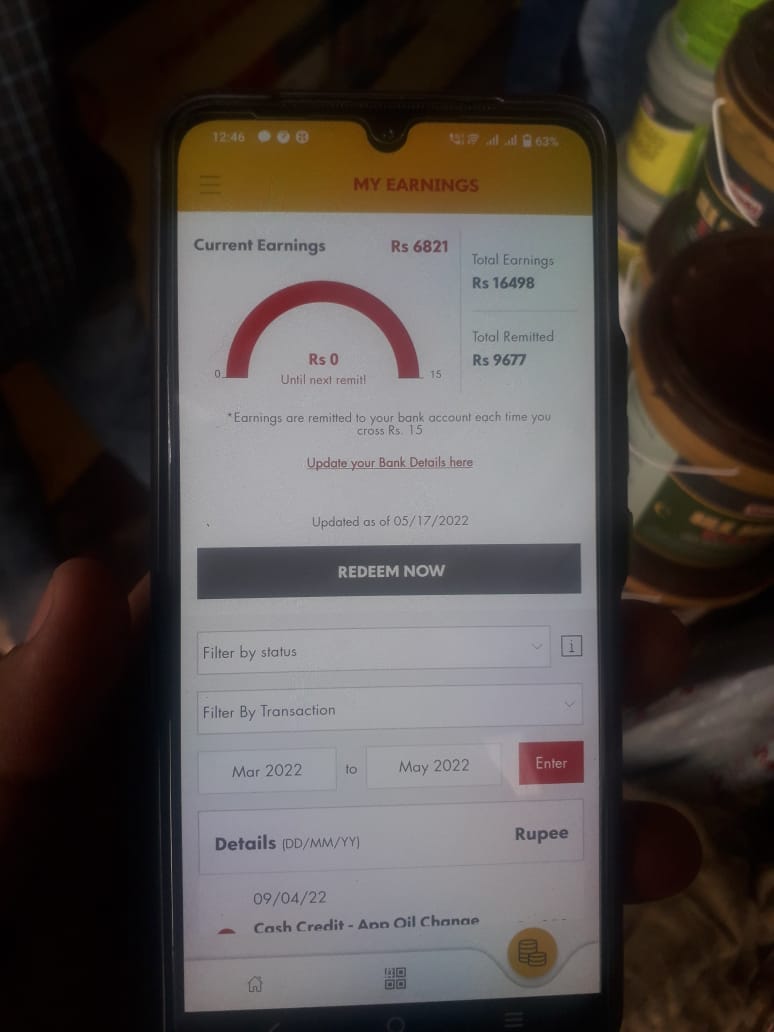 12:46
63%
MY EARNINGS
Current Earnings Rs 6821
Total Earnings
Rs 16498
Rs 0
Until next remit!
0 15
Total Remitted
Rs 9677
*Earnings are remitted to your bank account each time you
cross Rs. 15
Update your Bank Details here
Updated as of 05/17/2022
REDEEM NOW
Filter by status
i
Filter By Transaction
Mar 2022 to May 2022 Enter
Details (DD/MM/YY) Rupee
09/04/22
Cash Credit - App Oil Change